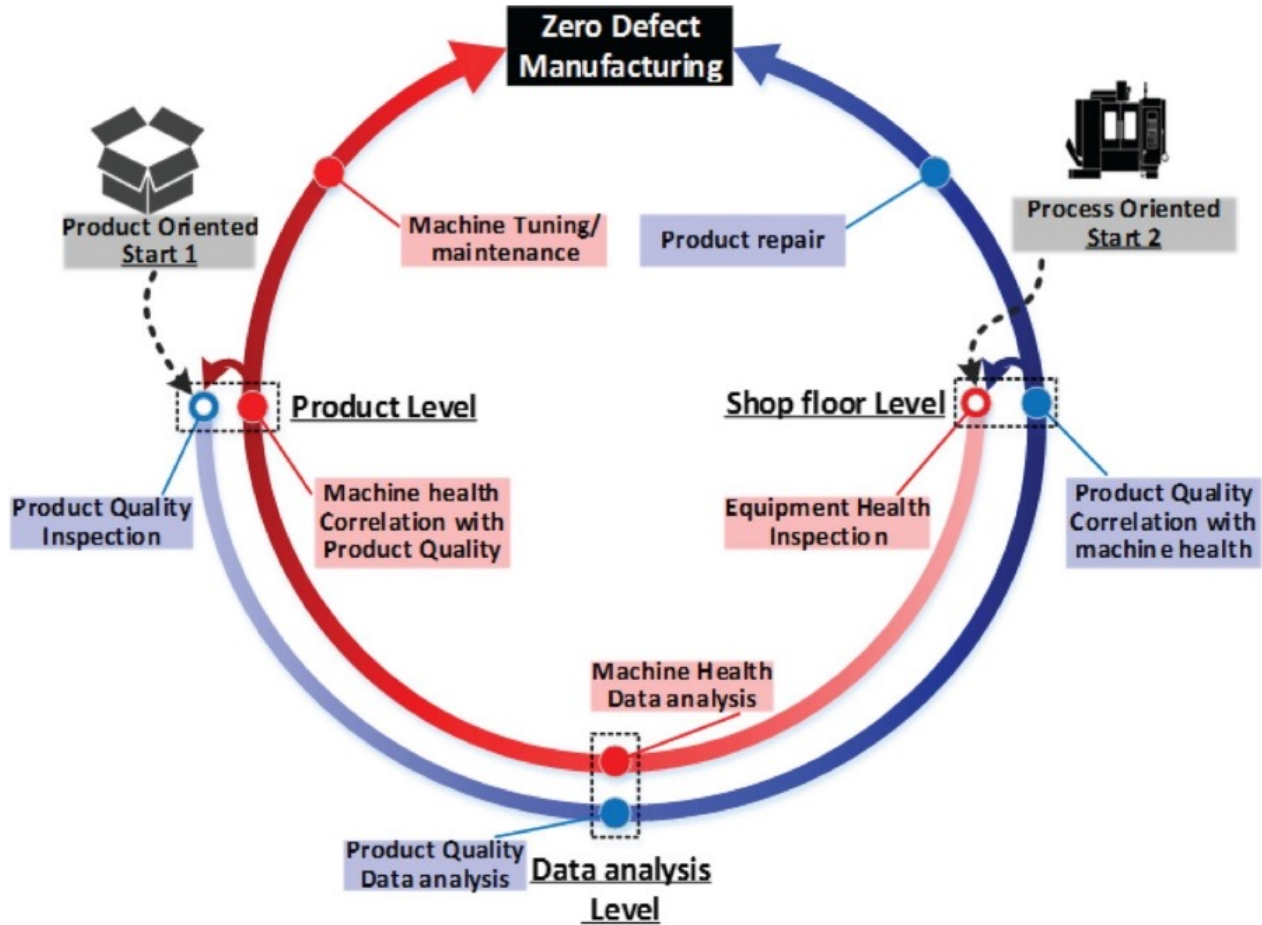 Zero Defect
Manufacturing
Product Oriented
Start 1
Machine Tuning/
maintenance
Product repair
Process Oriented
Start 2
Product Level
Shop floor Level
Product Quality
Inspection
Machine health
Correlation with
Product Quality
Equipment Health
Inspection
Product Quality
Correlation with
machine health
Machine Health
Data analysis
Product Quality
Data analysis
Data analysis
Level